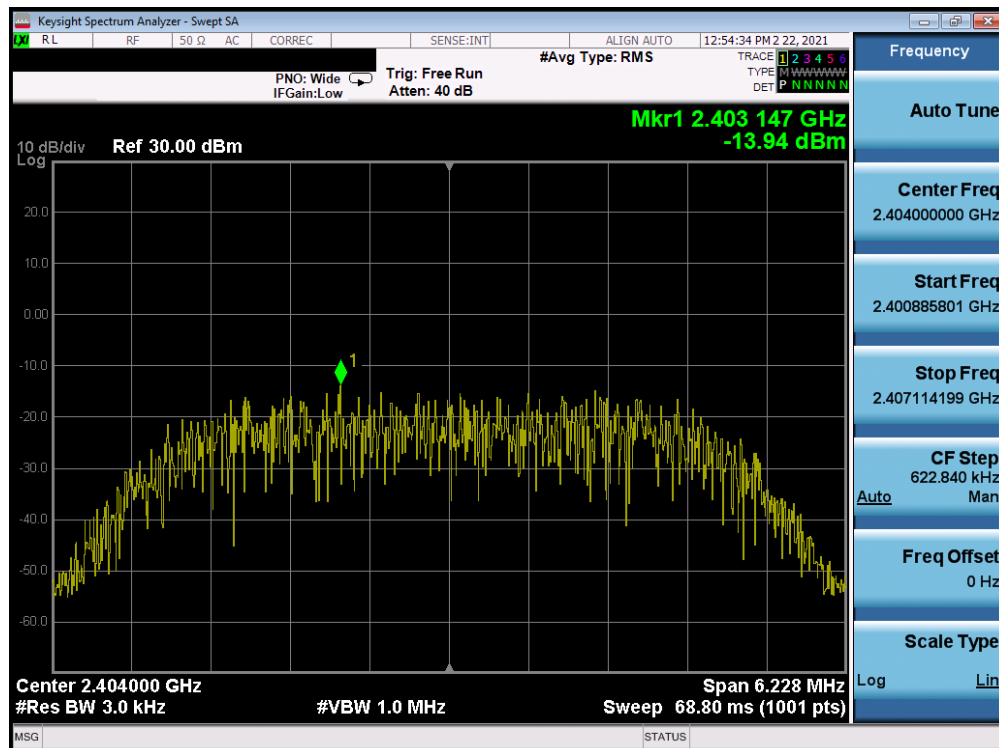 Keysight Spectrum Analyzer - Swept SA
LXI RL RF 50 Ω AC CORREC SENSE:INT ALIGN AUTO 12:54:34 PM 2 22, 2021
#Avg Type: RMS
TRACE 1 2 3 4 5 6
TYPE M WWWWW
DET P N N N N N
PNO: Wide
IFGain:Low
Trig: Free Run
Atten: 40 dB
Mkr1 2.403 147 GHz
-13.94 dBm
10 dB/div Ref 30.00 dBm
Log
20.0
10.0
0.00
-10.0
-20.0
-30.0
-40.0
-50.0
-60.0
1
Center 2.404000 GHz Span 6.228 MHz
#Res BW 3.0 kHz #VBW 1.0 MHz Sweep 68.80 ms (1001 pts)
MSG STATUS
Frequency
Auto Tune
Center Freq
2.404000000 GHz
Start Freq
2.400885801 GHz
Stop Freq
2.407114199 GHz
CF Step
622.840 kHz
Auto Man
Freq Offset
0 Hz
Scale Type
Log Lin